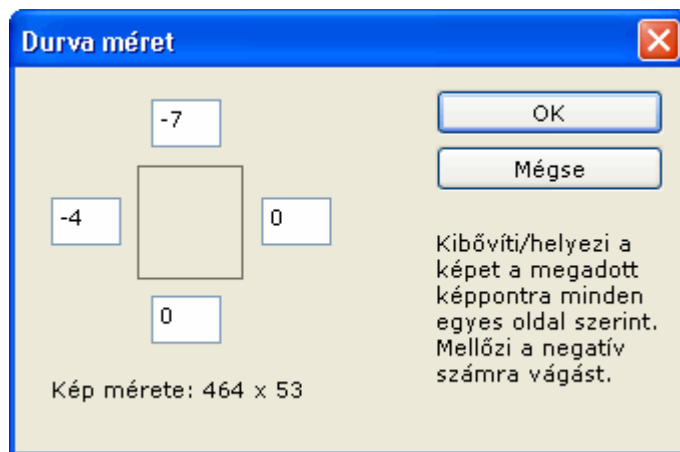 Durva méret
-7
-4
0
0
Kép mérete: 464 x 53
OK
Mégse
Kibővíti/helyezi a
képet a megadott
képpontra minden
egyes oldal szerint.
Mellőzi a negatív
számra vágást.